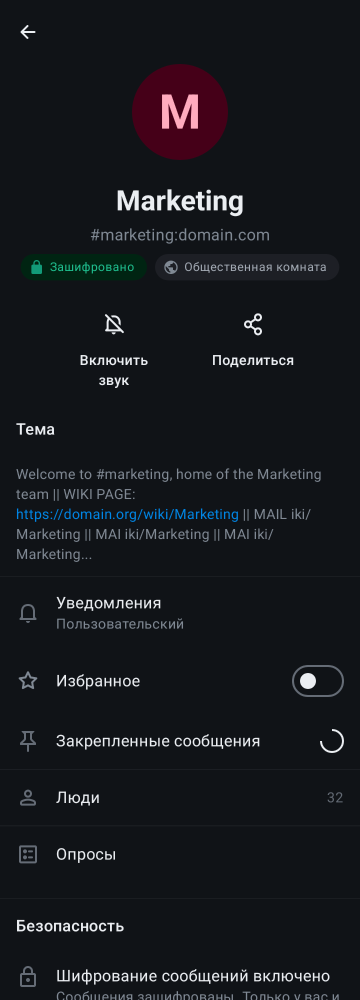 M
Marketing
#marketing:domain.com
Зашифровано
Общественная комната
Включить
звук
Поделиться
Тема
Welcome to #marketing, home of the Marketing
team || WIKI PAGE:
https://domain.org/wiki/Marketing || MAIL iki/
Marketing || MAI iki/Marketing || MAI iki/
Marketing...
Уведомления
Пользовательский
Избранное
Закрепленные сообщения
Люди
32
Опросы
Безопасность
Шифрование сообщений включено
Сообщения зашифрованы. Только у вас и